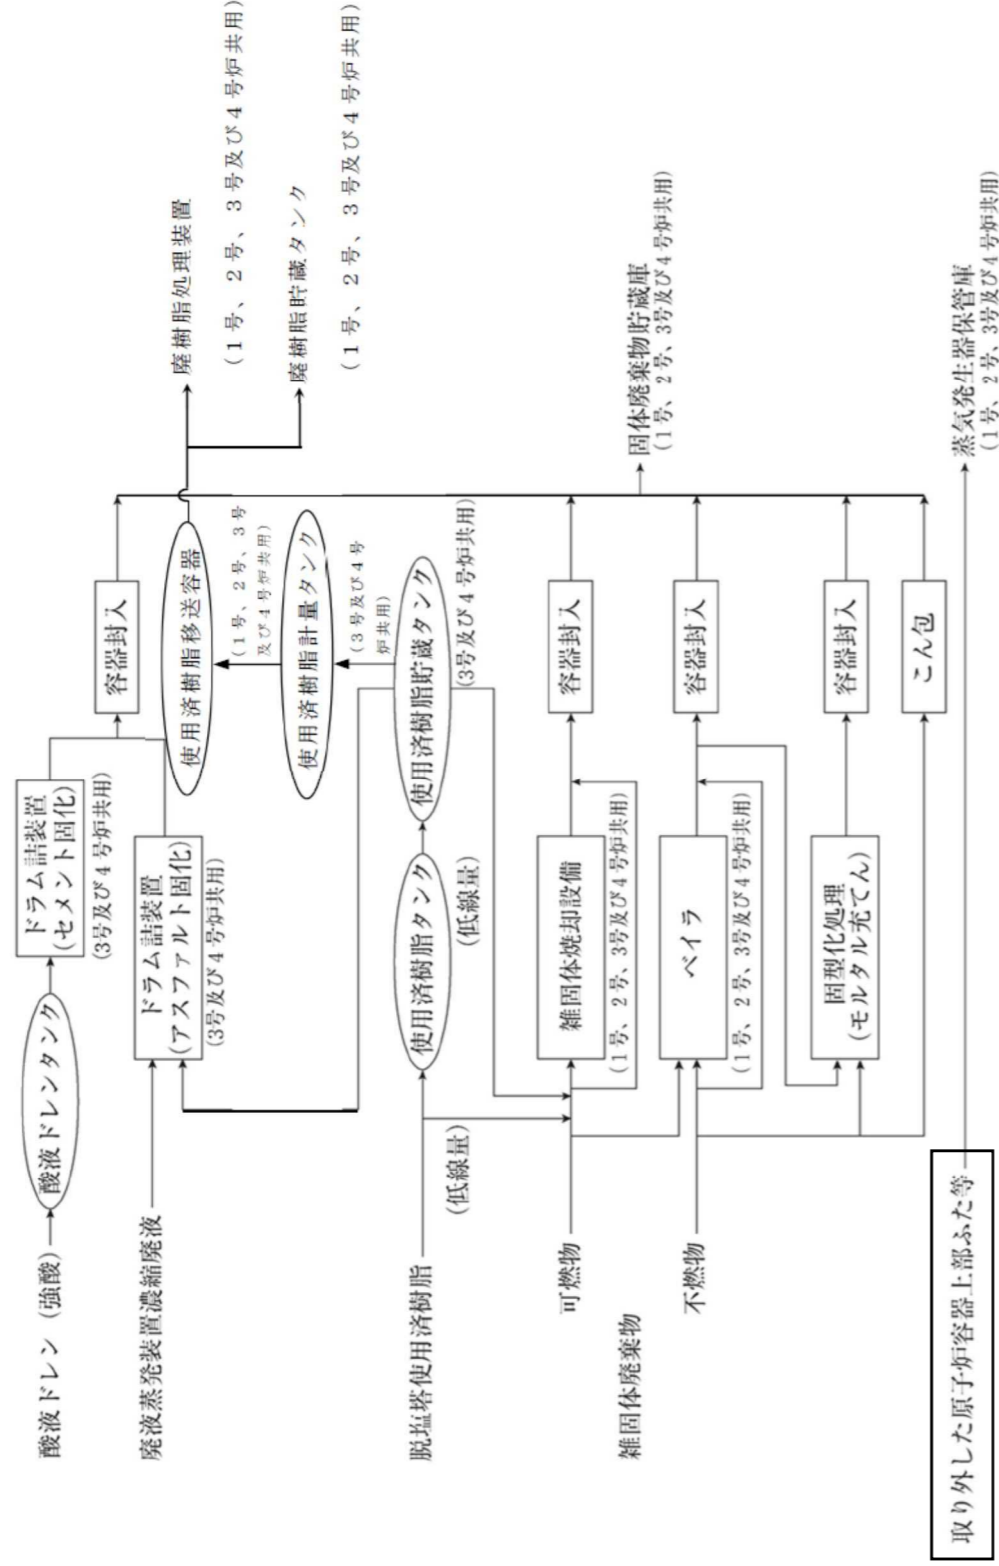 酸液ドレン（強酸）
酸液ドレンタンク
ドラム詰装置
(セメント固化)
(3号及び4号炉共用)
容器封入
廃液蒸発装置濃縮廃液
ドラム詰装置
(アスファルト固化)
(3号及び4号炉共用)
使用済樹脂移送容器
(1号、2号、3号
及び4号炉共用)
廃樹脂処理装置
(1号、2号、3号及び4号炉共用)
使用済樹脂計量タンク
(3号及び4号
炉共用)
廃樹脂貯蔵タンク
(1号、2号、3号及び4号炉共用)
脱塩塔使用済樹脂
(低線量)
使用済樹脂タンク
(低線量)
使用済樹脂貯蔵タンク
(3号及び4号炉共用)
雑固体廃棄物
可燃物
雑固体焼却設備
(1号、2号、3号及び4号炉共用)
容器封入
固体廃棄物貯蔵庫
(1号、2号、3号及び4号炉共用)
不燃物
ベイラ
(1号、2号、3号及び4号炉共用)
容器封入
固型化処理
(モルタル充てん)
容器封入
こん包
取り外した原子炉容器上部ふた等
蒸気発生器保管庫
(1号、2号、3号及び4号炉共用)